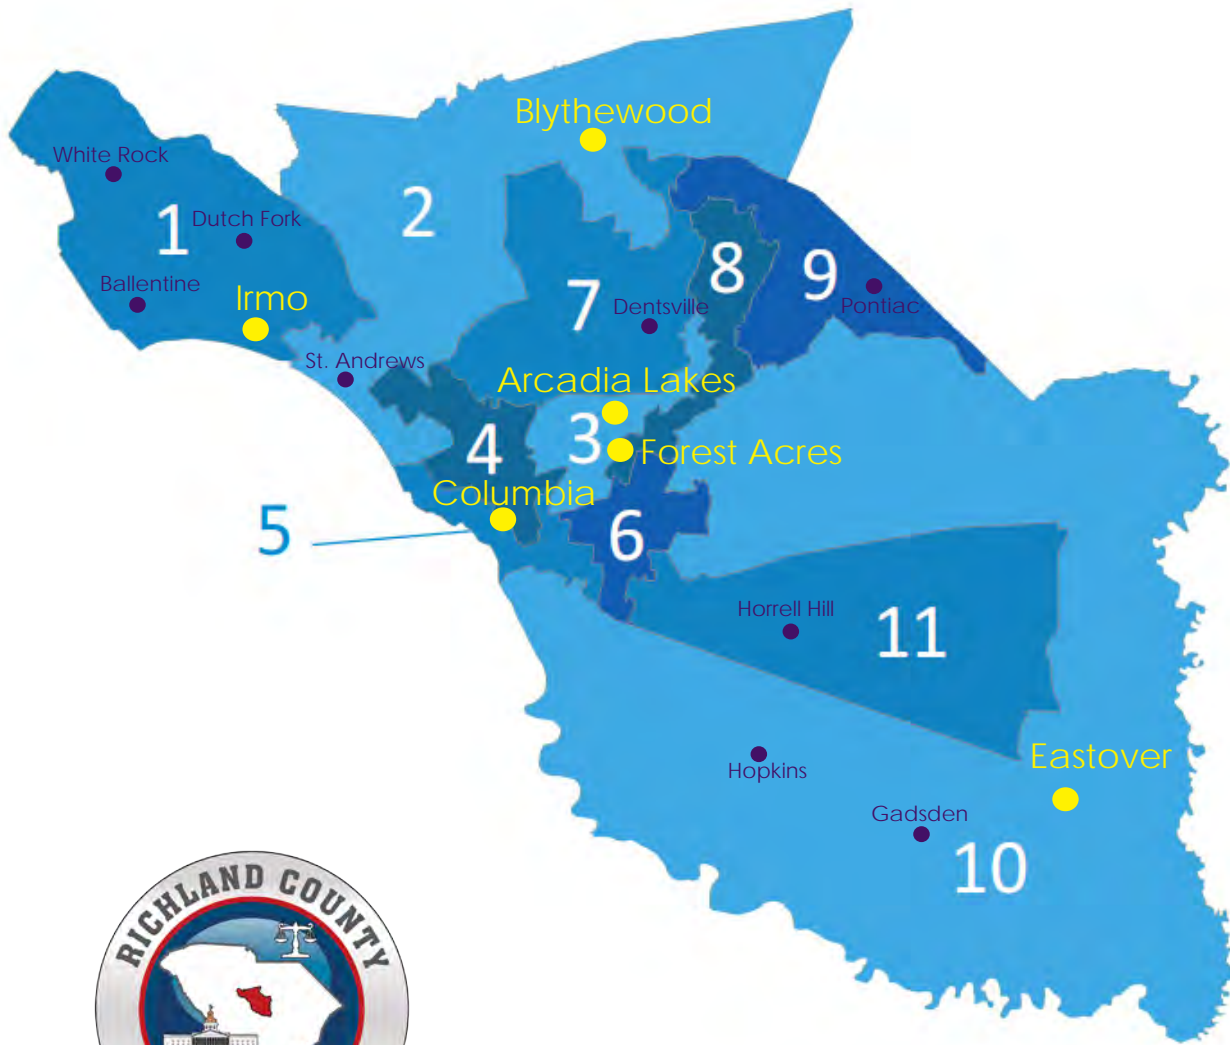 Blythewood
White Rock
1
Dutch Fork
2
8
9
Ballentine
Irmo
7
Dentsville
Pontiac
St. Andrews
Arcadia Lakes
3
4
Forest Acres
Columbia
5
6
Horrell Hill
11
Eastover
Hopkins
Gadsden
10
RICHLAND COUNTY